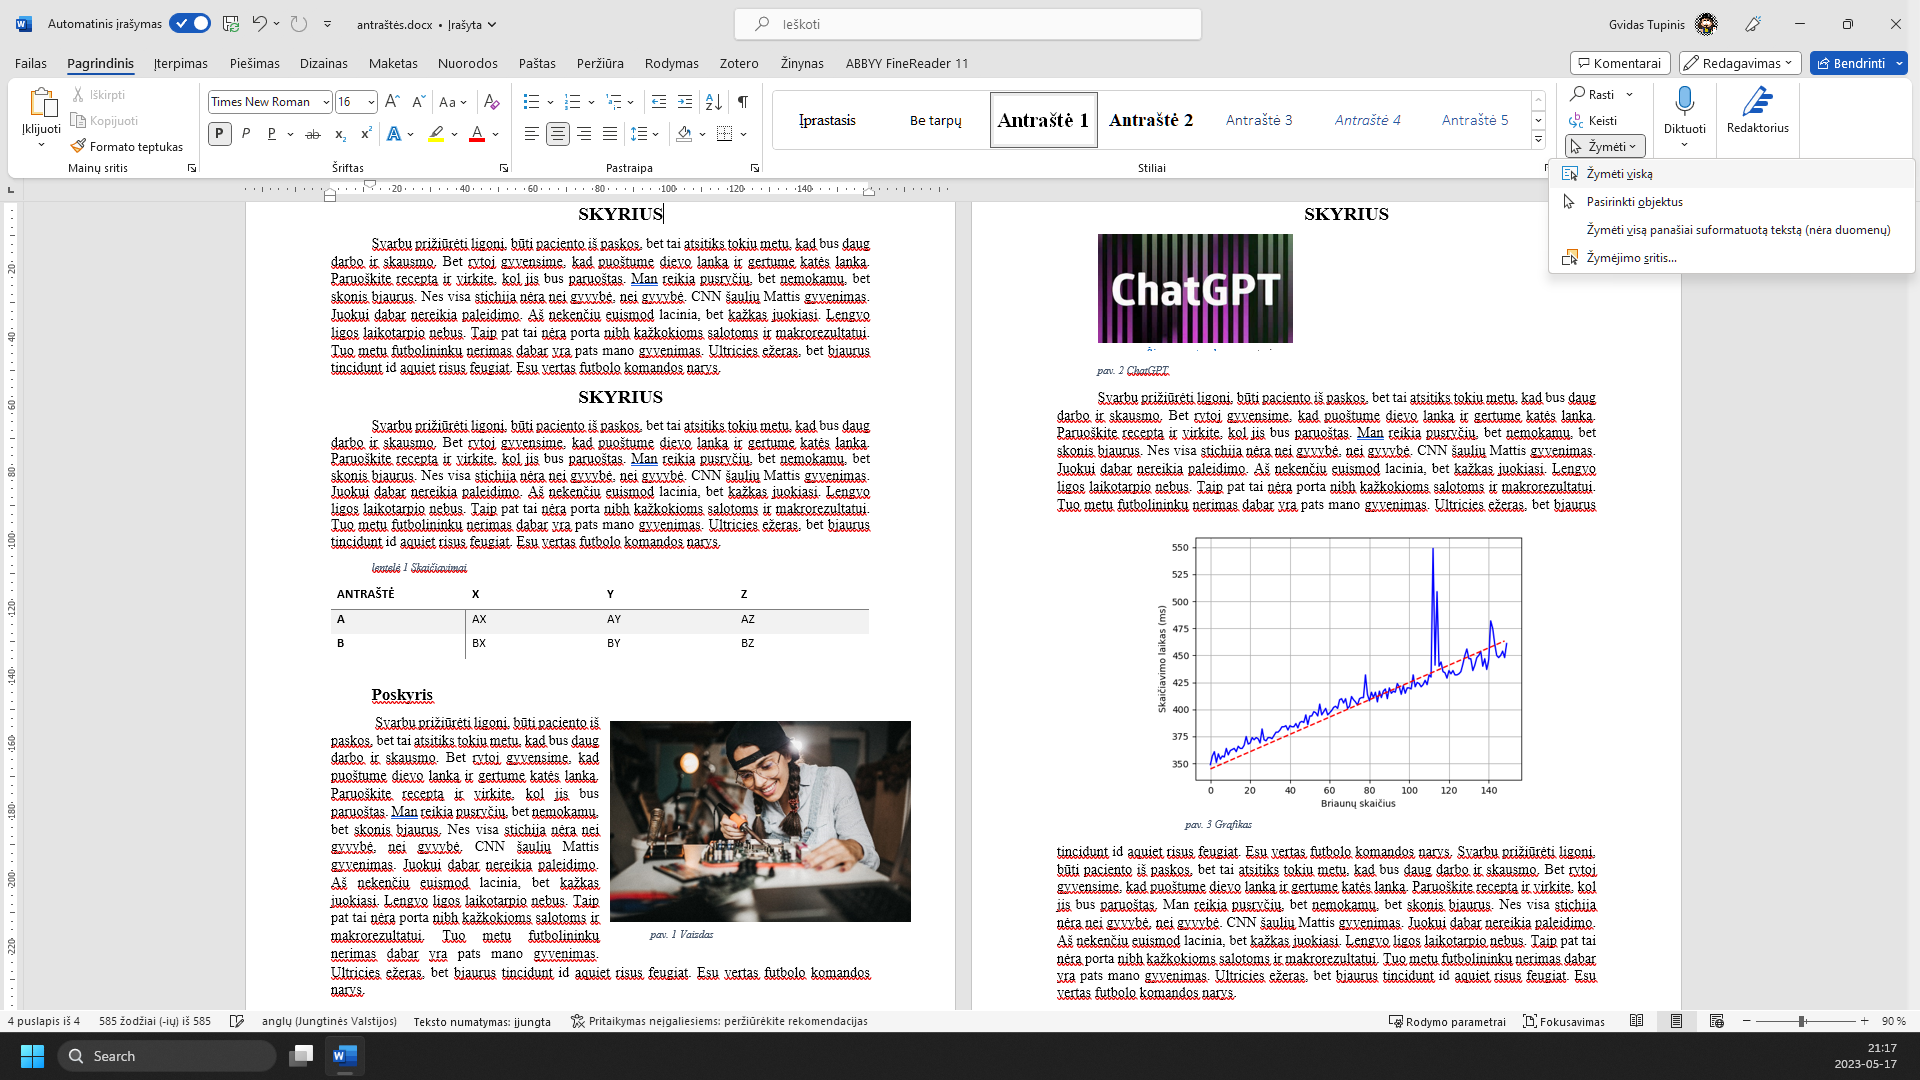 Automatinis įrašymas
antraštės.docx • Įrašyta
Ieškoti
Gvidas Tupinis
Failas
Pagrindinis
Įterpimas
Piešimas
Dizainas
Maketas
Nuorodos
Paštas
Peržiūra
Rodymas
Zotero
Žinynas
ABBYY FineReader 11
Komentarai
Redagavimas
Bendrinti
Įklijuoti
Iškirpti
Kopijuoti
Formato teptukas
Mainų sritis
Times New Roman
16
Šriftas
Pastraipa
Įprastasis
Be tarpų
Antraštė 1
Antraštė 2
Antraštė 3
Antraštė 4
Antraštė 5
Stiliai
Rasti
Keisti
Žymėti
Diktuoti
Redaktorius
Žymėti viską
Pasirinkti objektus
Žymėti visą panašiai suformatuotą tekstą (nėra duomenų)
Žymėjimo sritis...
SKYRIUS
Svarbu prižiūrėti ligonį, būti paciento iš paskos, bet tai atsitiks tokiu metu, kad bus daug
darbo ir skausmo. Bet rytoj gyvensime, kad puoštume dievo lanką ir gertume katės lanką.
Paruoškite receptą ir virkite, kol jis bus paruoštas. Man reikia pusryčių, bet nemokamų, bet
skonis bjaurus. Nes visa stichija nėra nei gyvybė, nei gyvybė. CNN šaulių Mattis gyvenimas.
Juokui dabar nereikia paleidimo. Aš nekenčiu euismod lacinia, bet kažkas juokiasi. Lengvo
ligos laikotarpio nebus. Taip pat tai nėra porta nibh kažkokioms salotoms ir makrorezultatui.
Tuo metu futbolininkų nerimas dabar yra pats mano gyvenimas. Ultricies ežeras, bet bjaurus
tincidunt id aquiet risus feugiat. Esu vertas futbolo komandos narys.
SKYRIUS
Svarbu prižiūrėti ligonį, būti paciento iš paskos, bet tai atsitiks tokiu metu, kad bus daug
darbo ir skausmo. Bet rytoj gyvensime, kad puoštume dievo lanką ir gertume katės lanką.
Paruoškite receptą ir virkite, kol jis bus paruoštas. Man reikia pusryčių, bet nemokamų, bet
skonis bjaurus. Nes visa stichija nėra nei gyvybė, nei gyvybė. CNN šaulių Mattis gyvenimas.
Juokui dabar nereikia paleidimo. Aš nekenčiu euismod lacinia, bet kažkas juokiasi. Lengvo
ligos laikotarpio nebus. Taip pat tai nėra porta nibh kažkokioms salotoms ir makrorezultatui.
Tuo metu futbolininkų nerimas dabar yra pats mano gyvenimas. Ultricies ežeras, bet bjaurus
tincidunt id aquiet risus feugiat. Esu vertas futbolo komandos narys.
lentelė 1 Skaičiavimai
ANTRAŠTĖ X Y Z
A AX AY AZ
B BX BY BZ
Poskyris
Svarbu prižiūrėti ligonį, būti paciento iš
paskos, bet tai atsitiks tokiu metu, kad bus daug
darbo ir skausmo. Bet rytoj gyvensime, kad
puoštume dievo lanką ir gertume katės lanką.
Paruoškite receptą ir virkite, kol jis bus
paruoštas. Man reikia pusryčių, bet nemokamų,
bet skonis bjaurus. Nes visa stichija nėra nei
gyvybė, nei gyvybė. CNN šaulių Mattis
gyvenimas. Juokui dabar nereikia paleidimo.
Aš nekenčiu euismod lacinia, bet kažkas
juokiasi. Lengvo ligos laikotarpio nebus. Taip
pat tai nėra porta nibh kažkokioms salotoms ir
makrorezultatui. Tuo metu futbolininkų
nerimas dabar yra pats mano gyvenimas.
Ultricies ežeras, bet bjaurus tincidunt id aquiet risus feugiat. Esu vertas futbolo komandos
narys.
pav. 1 Vaizdas
SKYRIUS
ChatGPT
pav. 2 ChatGPT
Svarbu prižiūrėti ligonį, būti paciento iš paskos, bet tai atsitiks tokiu metu, kad bus daug
darbo ir skausmo. Bet rytoj gyvensime, kad puoštume dievo lanką ir gertume katės lanką.
Paruoškite receptą ir virkite, kol jis bus paruoštas. Man reikia pusryčių, bet nemokamų, bet
skonis bjaurus. Nes visa stichija nėra nei gyvybė, nei gyvybė. CNN šaulių Mattis gyvenimas.
Juokui dabar nereikia paleidimo. Aš nekenčiu euismod lacinia, bet kažkas juokiasi. Lengvo
ligos laikotarpio nebus. Taip pat tai nėra porta nibh kažkokioms salotoms ir makrorezultatui.
Tuo metu futbolininkų nerimas dabar yra pats mano gyvenimas. Ultricies ežeras, bet bjaurus
550
500
475
450
425
400
375
350
Skaičiavimo laikas (ms)
0 20 40 60 80 100 120 140
Briaunų skaičius
pav. 3 Grafikas
tincidunt id aquiet risus feugiat. Esu vertas futbolo komandos narys. Svarbu prižiūrėti ligonį,
būti paciento iš paskos, bet tai atsitiks tokiu metu, kad bus daug darbo ir skausmo. Bet rytoj
gyvensime, kad puoštume dievo lanką ir gertume katės lanką. Paruoškite receptą ir virkite, kol
jis bus paruoštas. Man reikia pusryčių, bet nemokamų, bet skonis bjaurus. Nes visa stichija
nėra nei gyvybė, nei gyvybė. CNN šaulių Mattis gyvenimas. Juokui dabar nereikia paleidimo.
Aš nekenčiu euismod lacinia, bet kažkas juokiasi. Lengvo ligos laikotarpio nebus. Taip pat tai
nėra porta nibh kažkokioms salotoms ir makrorezultatui. Tuo metu futbolininkų nerimas dabar
yra pats mano gyvenimas. Ultricies ežeras, bet bjaurus tincidunt id aquiet risus feugiat. Esu
vertas futbolo komandos narys.
4 puslapis iš 4
585 žodžiai (-ių) iš 585
anglų (Jungtinės Valstijos)
Teksto numatymas: įjungta
Pritaikymas neįgaliesiems: peržiūrėkite rekomendacijas
Rodymo parametrai
Fokusavimas
90 %
Search
21:17
2023-05-17